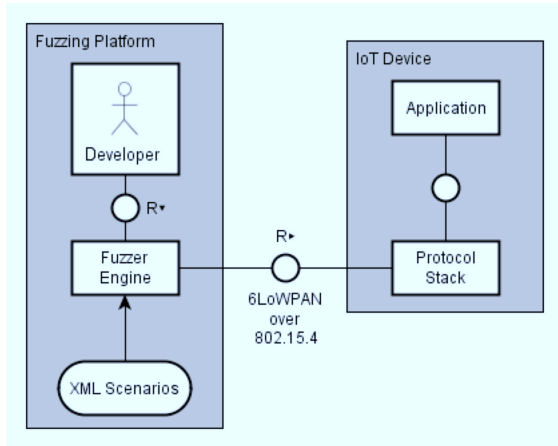 Fuzzing Platform
Developer
R▾
Fuzzer
Engine
XML Scenarios
R▸
6LoWPAN
over
802.15.4
IoT Device
Application
Protocol
Stack